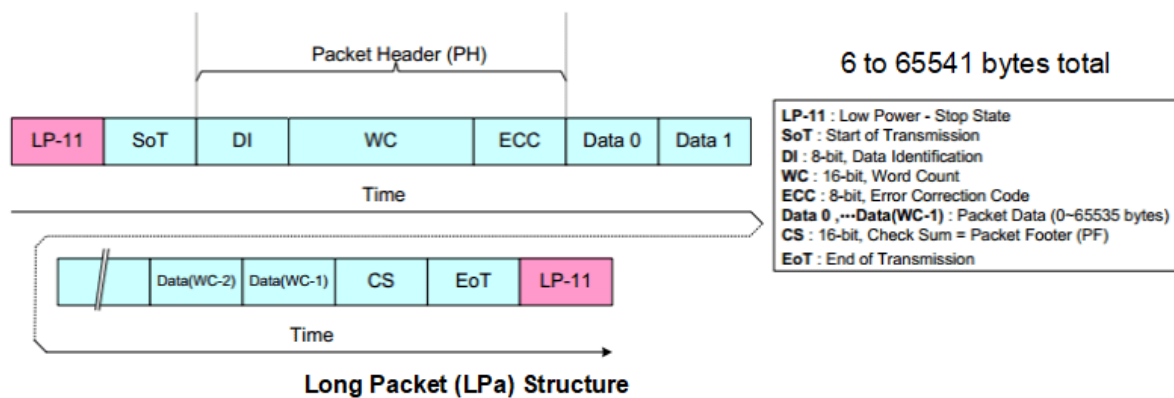 Packet Header (PH)
6 to 65541 bytes total
LP-11 SoT DI WC ECC Data 0 Data 1
Time
LP-11 : Low Power - Stop State
SoT : Start of Transmission
DI : 8-bit, Data Identification
WC : 16-bit, Word Count
ECC : 8-bit, Error Correction Code
Data 0 ,···Data(WC-1) : Packet Data (0~65535 bytes)
CS : 16-bit, Check Sum = Packet Footer (PF)
EoT : End of Transmission
Data(WC-2) Data(WC-1) CS EoT LP-11
Time
Long Packet (LPa) Structure